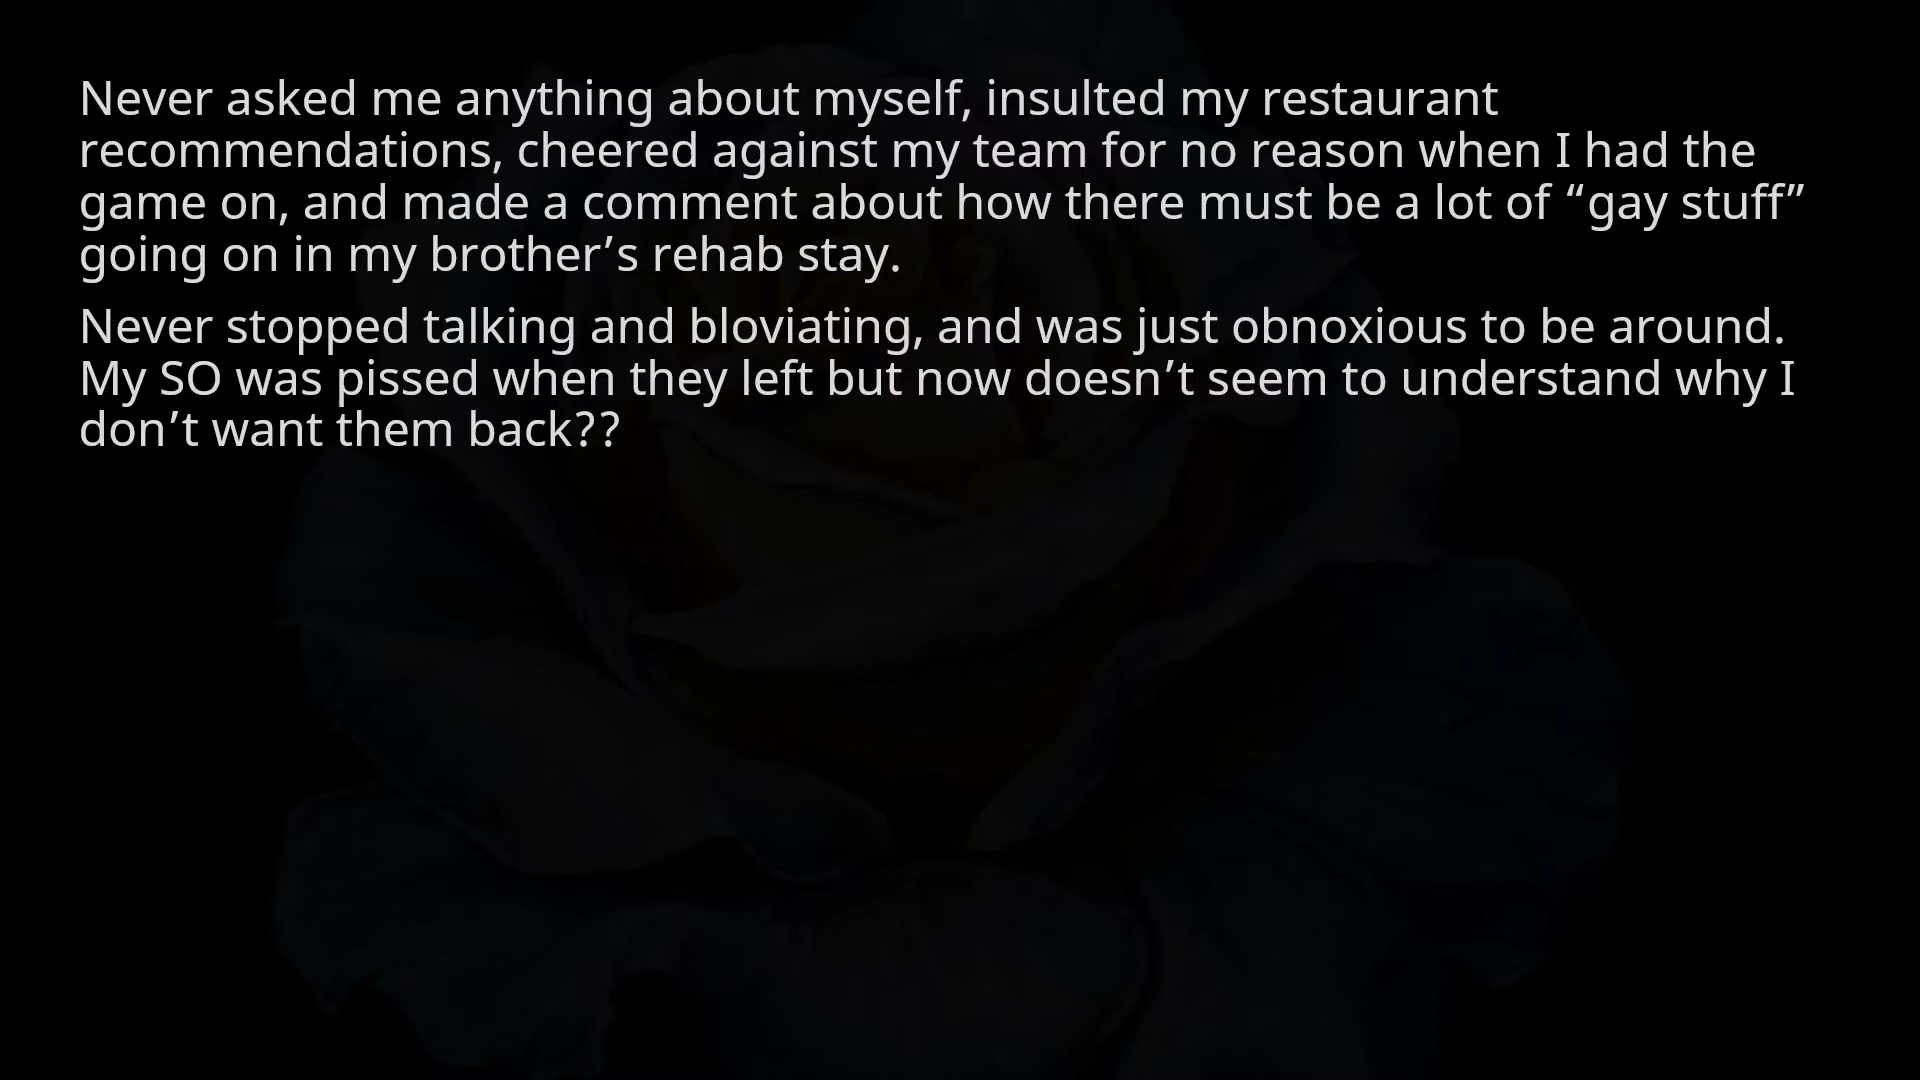 Never asked me anything about myself, insulted my restaurant
recommendations, cheered against my team for no reason when I had the
game on, and made a comment about how there must be a lot of “gay stuff”
going on in my brother’s rehab stay.
Never stopped talking and bloviating, and was just obnoxious to be around.
My SO was pissed when they left but now doesn’t seem to understand why I
don’t want them back??